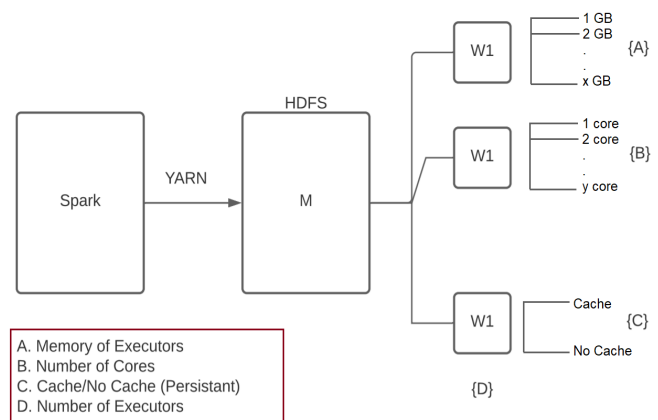 HDFS
Spark
YARN
M
W1
1 GB
2 GB
.
.
x GB
{A}
W1
1 core
2 core
.
.
y core
{B}
W1
Cache
No Cache
{C}
{D}
A. Memory of Executors
B. Number of Cores
C. Cache/No Cache (Persistant)
D. Number of Executors